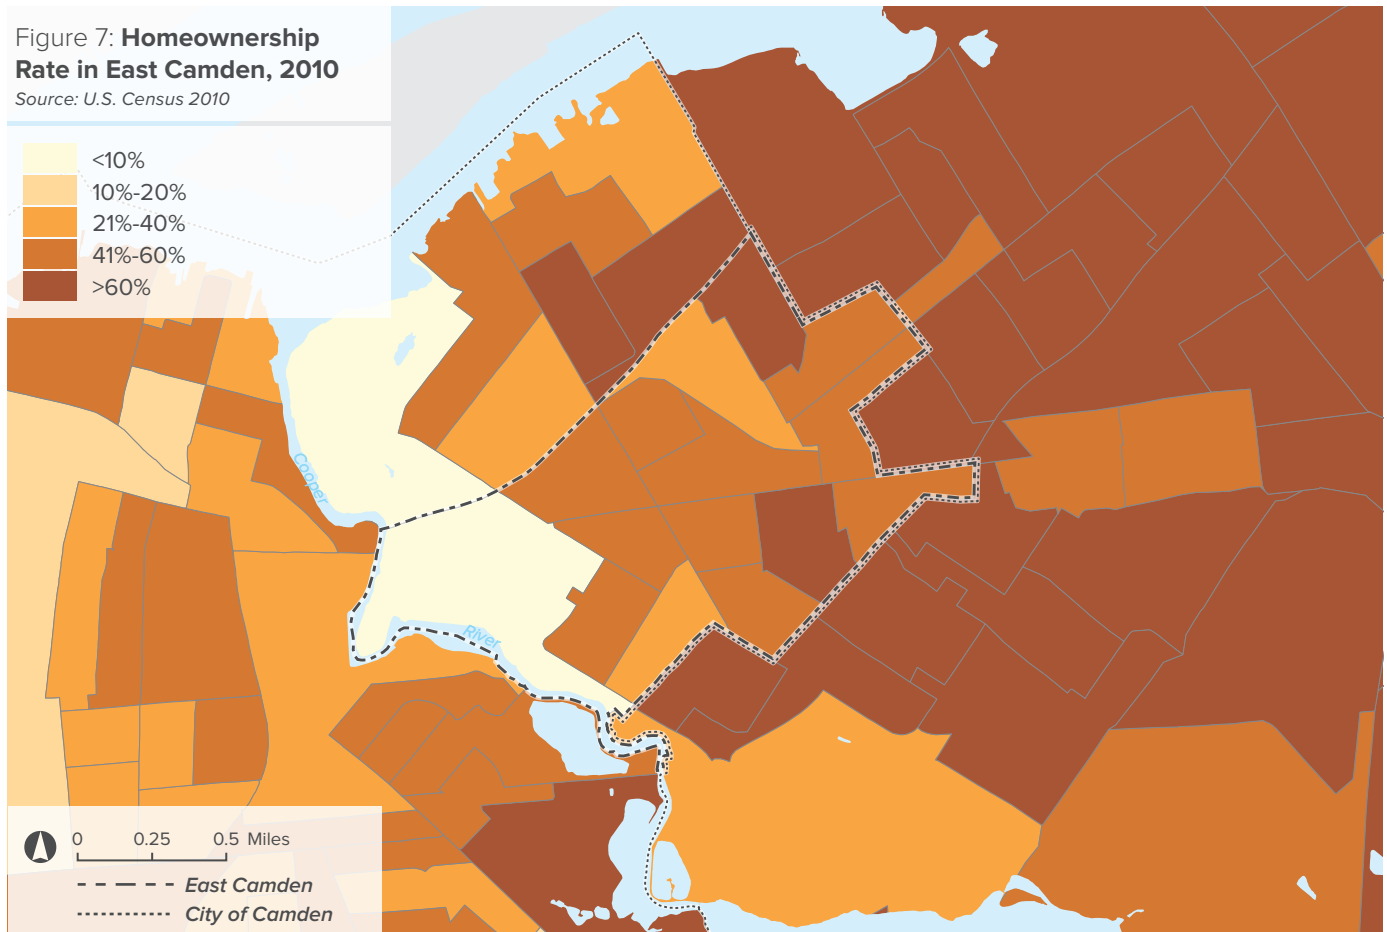 Figure 7: Homeownership
Rate in East Camden, 2010
Source: U.S. Census 2010
<10%
10%-20%
21%-40%
41%-60%
>60%
Cooper
River
0 0.25 0.5 Miles
East Camden
City of Camden